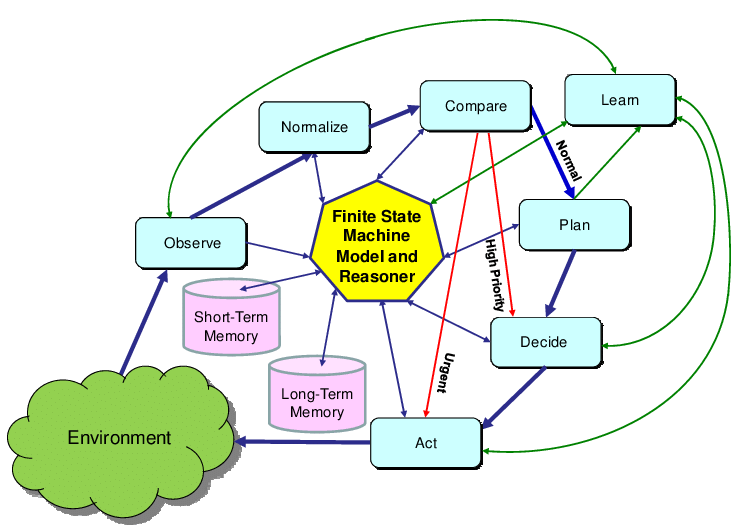 Learn
Compare
Normalize
Normal
Finite State
Machine
Model and
Reasoner
Plan
Observe
High Priority
Short-Term
Memory
Decide
Urgent
Long-Term
Memory
Environment
Act